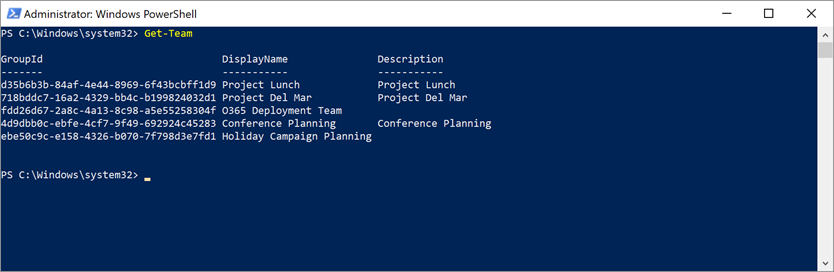 Administrator: Windows PowerShell
PS C:\Windows\system32> Get-Team
GroupId DisplayName Description
------- ----------- -----------
d35b6b3b-84af-4e44-8969-6f43bcbff1d9 Project Lunch Project Lunch
718bddc7-16a2-4329-bb4c-b199824032d1 Project Del Mar Project Del Mar
fdd26d67-2a8c-4a13-8c98-a5e55258304f O365 Deployment Team
4d9dbb0c-ebfe-4cf7-9f49-692924c45283 Conference Planning Conference Planning
ebe50c9c-e158-4326-b070-7f798d3e7fd1 Holiday Campaign Planning
PS C:\Windows\system32>